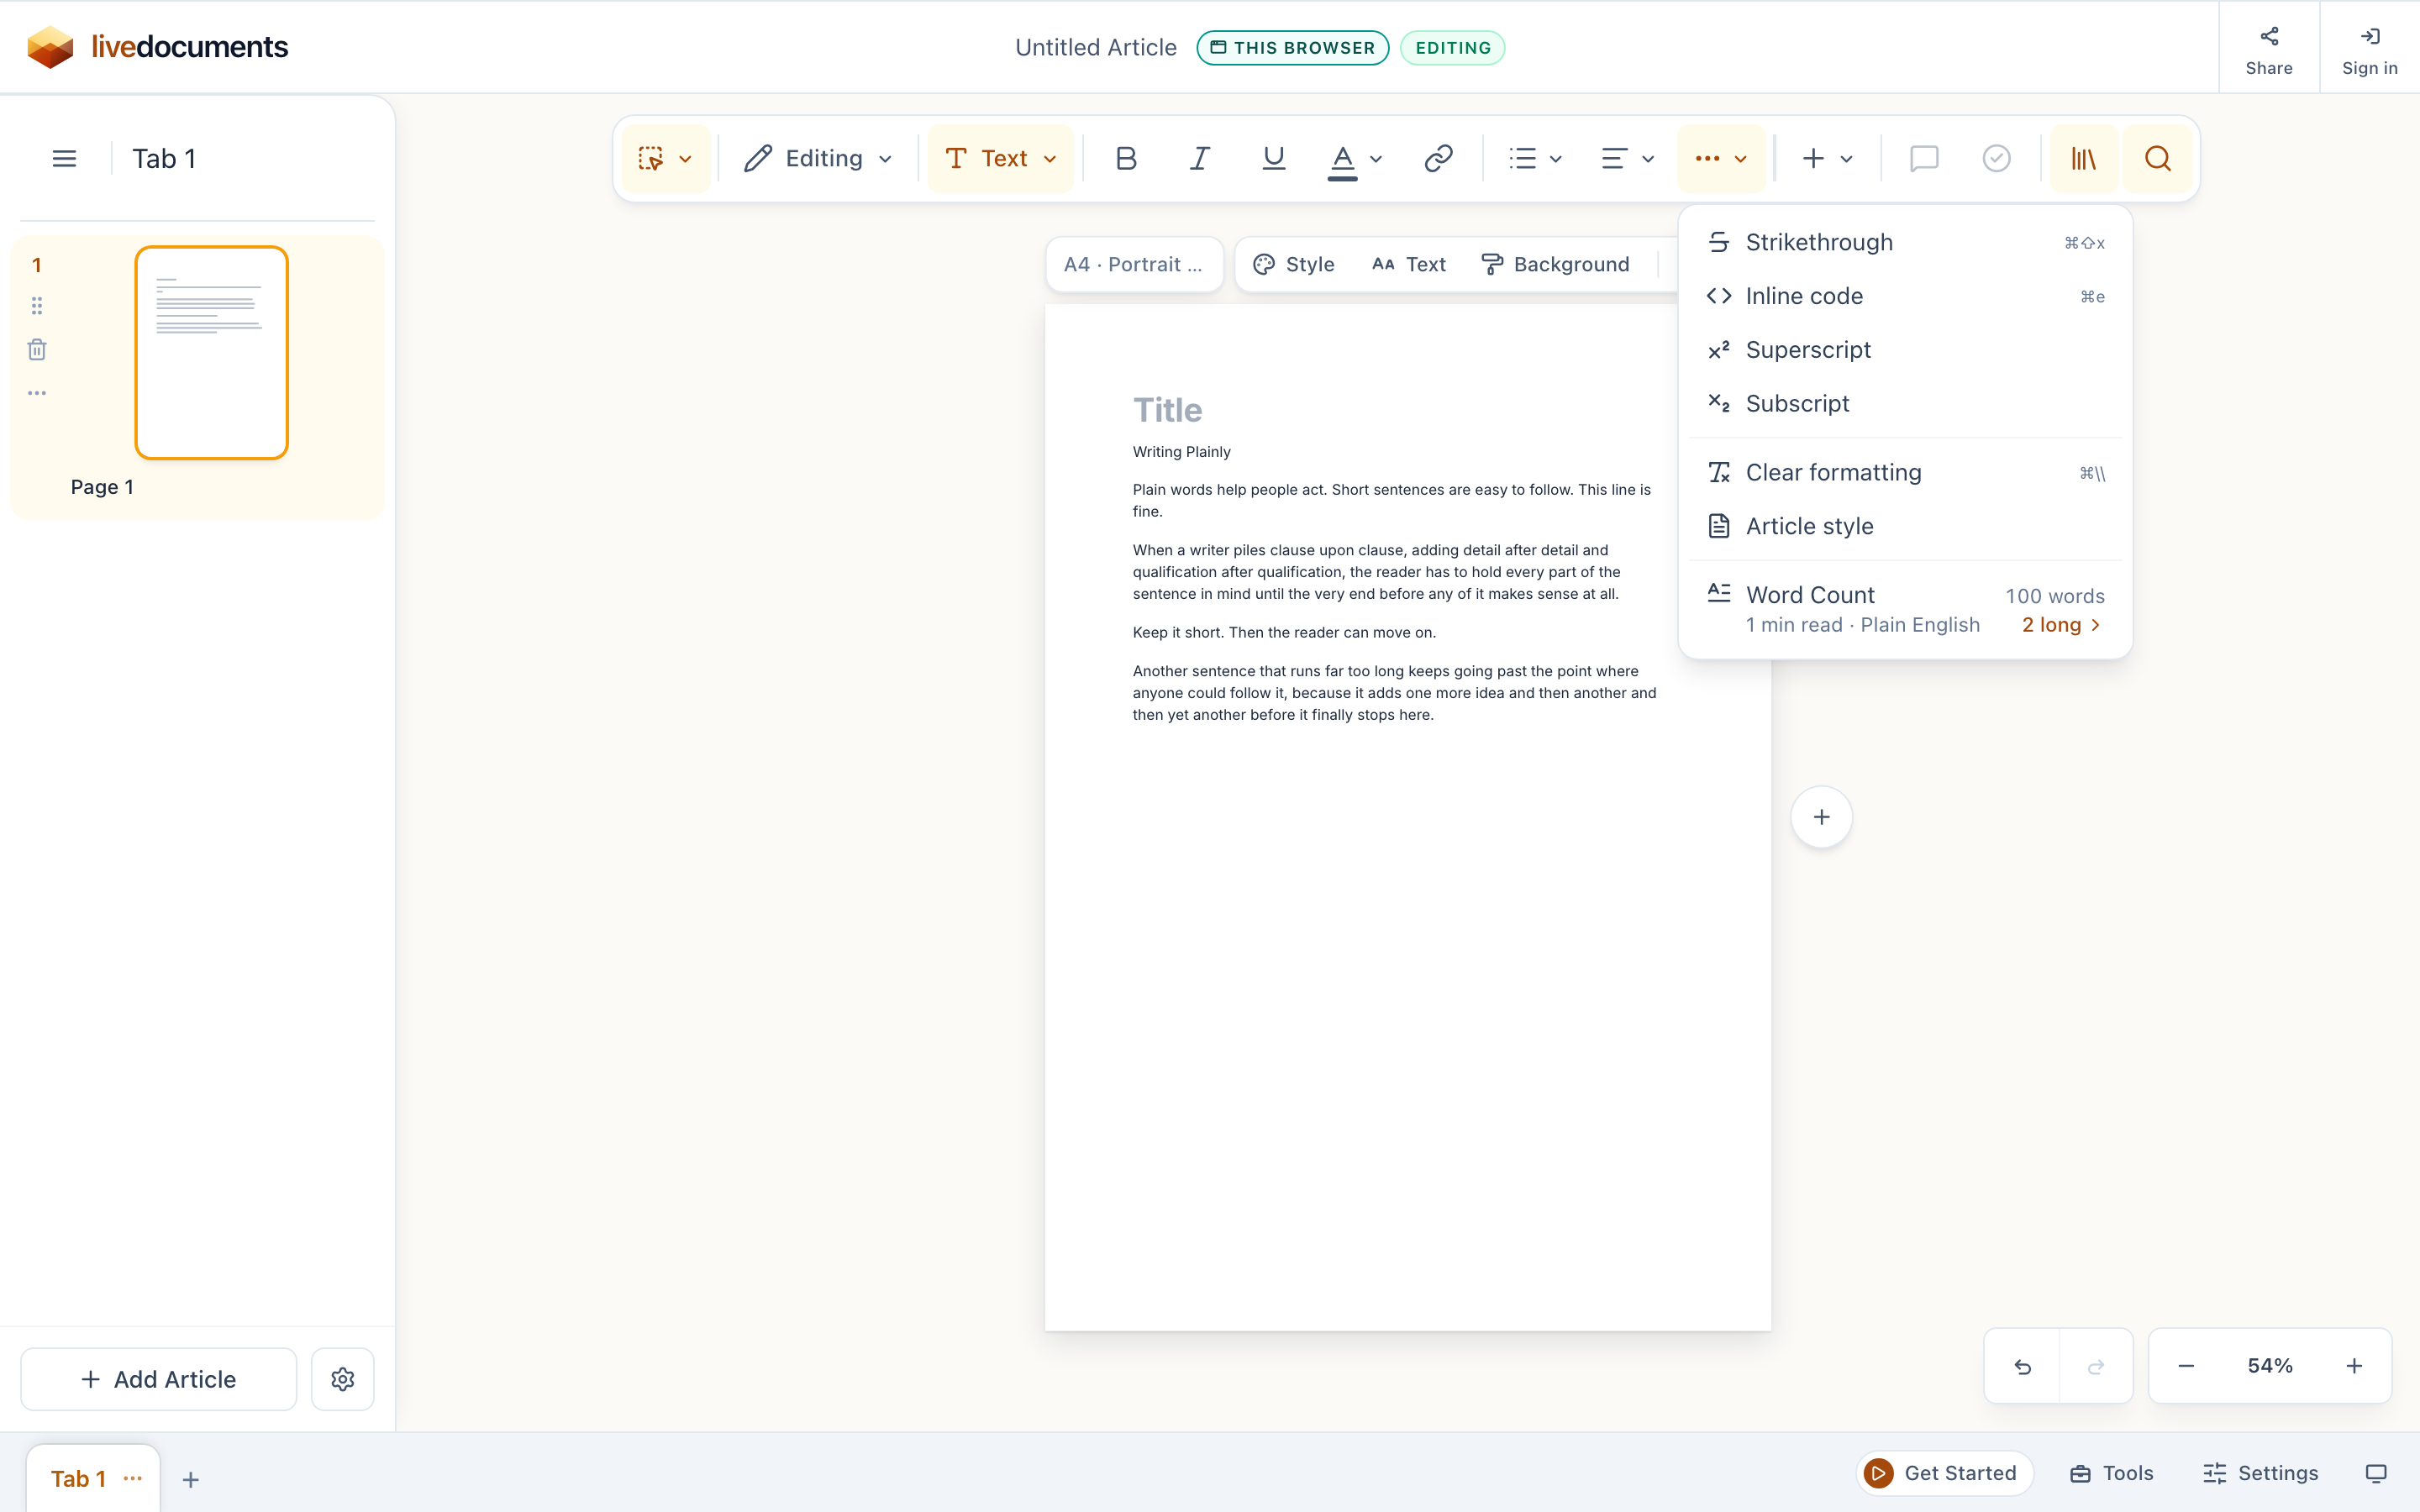 livedocuments
Untitled Article
THIS BROWSER
EDITING
Share
Sign in
Tab 1
Editing
Text
1
Page 1
A4 · Portrait ...
Style
AA Text
Background
Strikethrough ⌘⇧x
Inline code ⌘e
x² Superscript
x₂ Subscript
Clear formatting ⌘\\
Article style
Word Count 100 words
1 min read · Plain English 2 long
Title
Writing Plainly
Plain words help people act. Short sentences are easy to follow. This line is
fine.
When a writer piles clause upon clause, adding detail after detail and
qualification after qualification, the reader has to hold every part of the
sentence in mind until the very end before any of it makes sense at all.
Keep it short. Then the reader can move on.
Another sentence that runs far too long keeps going past the point where
anyone could follow it, because it adds one more idea and then another and
then yet another before it finally stops here.
Add Article
54%
Tab 1
Get Started
Tools
Settings